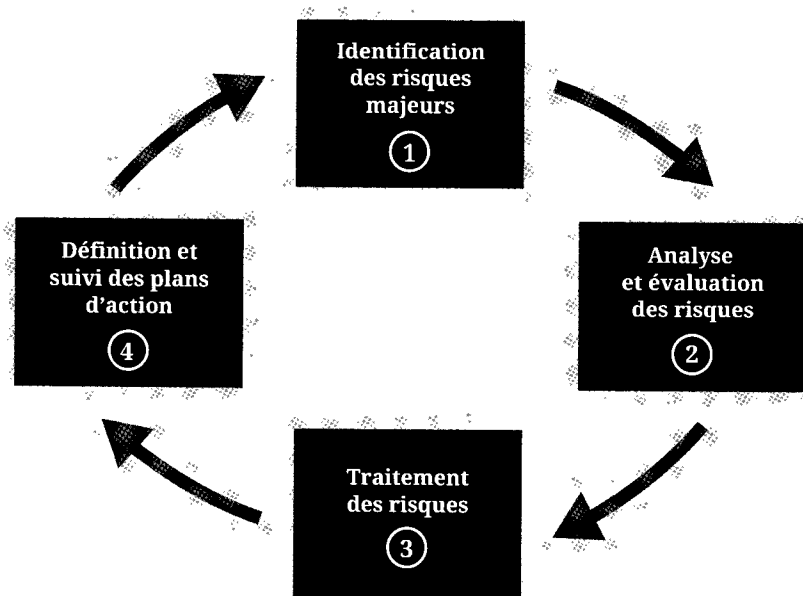 Identification
des risques
majeurs
1
Analyse
et évaluation
des risques
2
Traitement
des risques
3
Définition et
suivi des plans
d’action
4